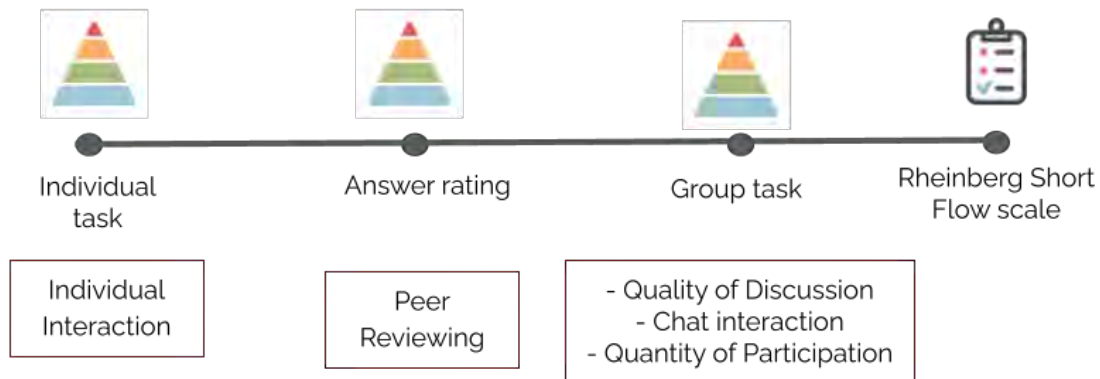 Individual
task
Answer rating
Group task
Rheinberg Short
Flow scale
Individual
Interaction
Peer
Reviewing
- Quality of Discussion
- Chat interaction
- Quantity of Participation